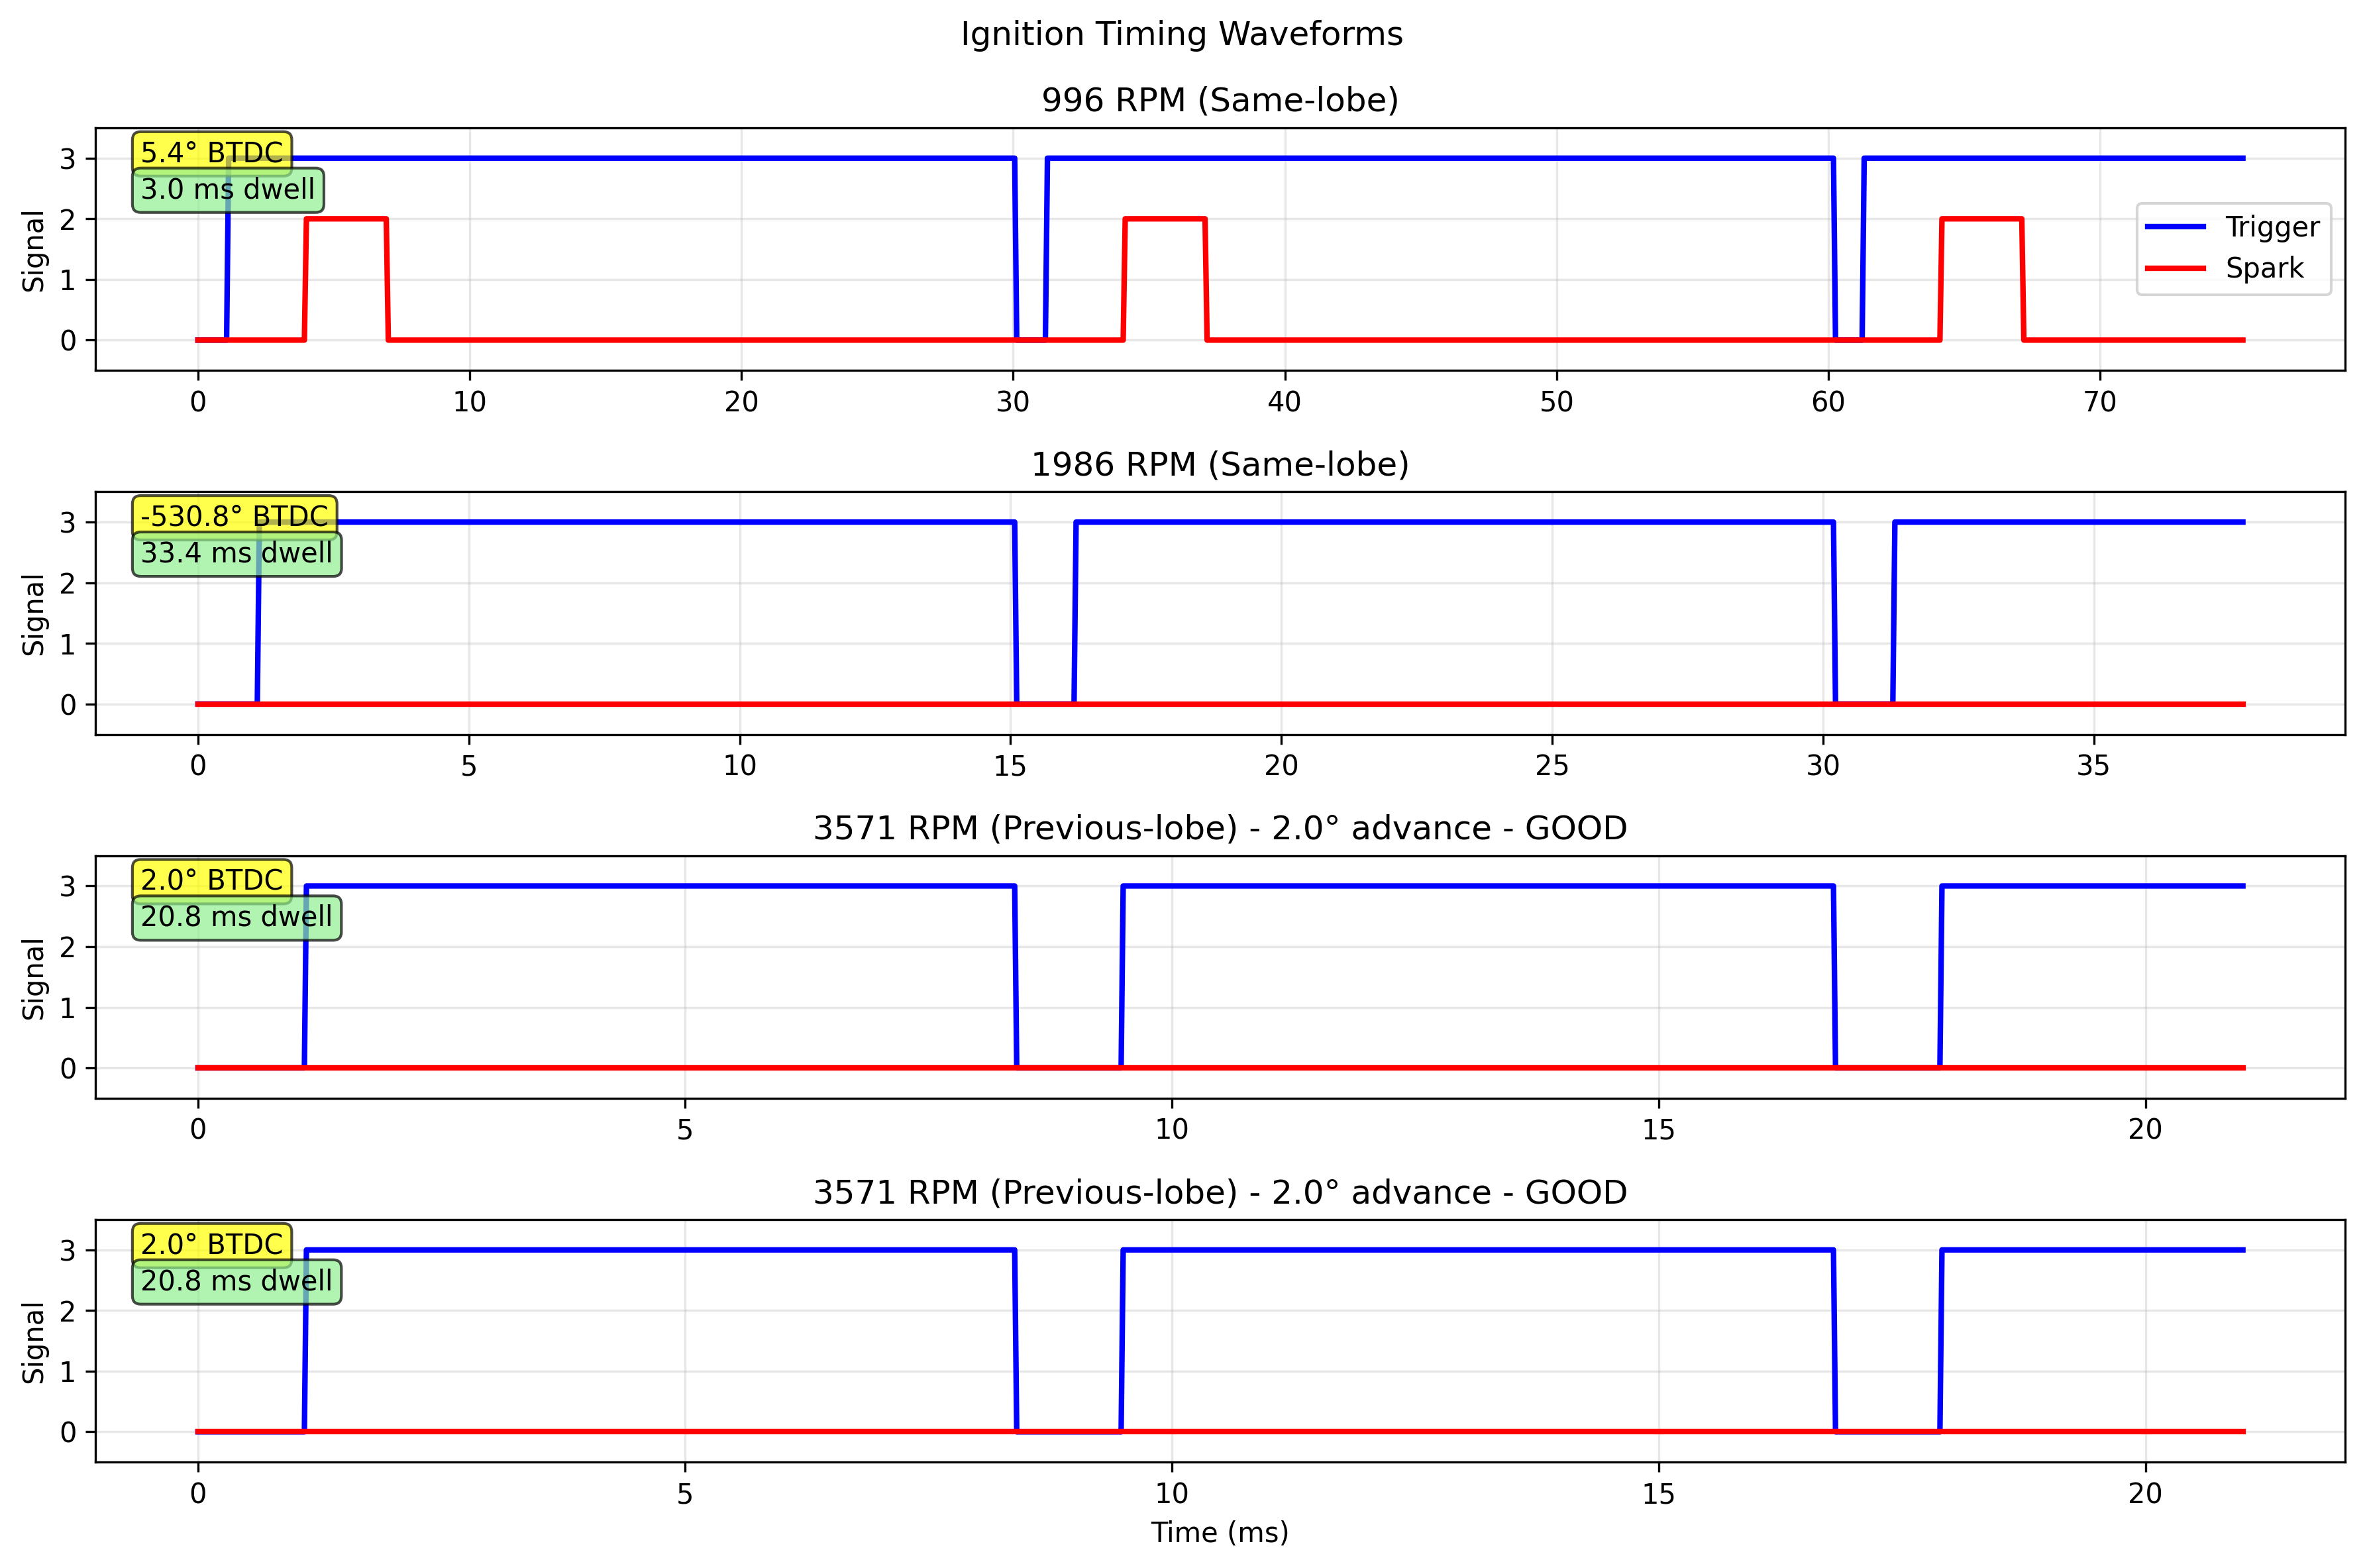 Ignition Timing Waveforms
996 RPM (Same-lobe)
5.4° BTDC
3.0 ms dwell
Signal
3
2
1
0
Trigger
Spark
0 10 20 30 40 50 60 70
1986 RPM (Same-lobe)
-530.8° BTDC
33.4 ms dwell
Signal
3
2
1
0
0 5 10 15 20 25 30 35
3571 RPM (Previous-lobe) - 2.0° advance - GOOD
2.0° BTDC
20.8 ms dwell
Signal
3
2
1
0
0 5 10 15 20
3571 RPM (Previous-lobe) - 2.0° advance - GOOD
2.0° BTDC
20.8 ms dwell
Signal
3
2
1
0
0 5 10 15 20
Time (ms)